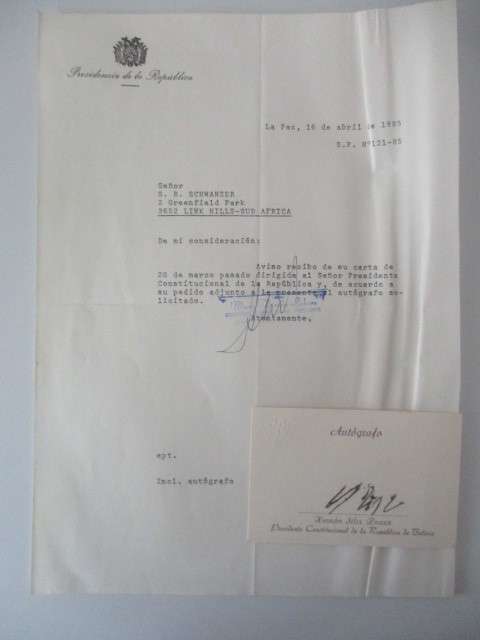 Presidencia de la República
La Paz, 16 de abril de 1985
S.P. Nº121-85
Señor
S. R. SCHWANZER
2 Greenfield Park
3652 LINK HILLS-SUD AFRICA
De mi consideración:
Aviso recibo de su carta de
28 de marzo pasado dirigida al Señor Presidente
Constitucional de la República y, de acuerdo a
su pedido adjunto a la presente el autógrafo so-
licitado.
Atentamente.
ept.
Incl. autógrafo
Autógrafo
Hernán Siles Zuazo
Presidente Constitucional de la República de Bolivia